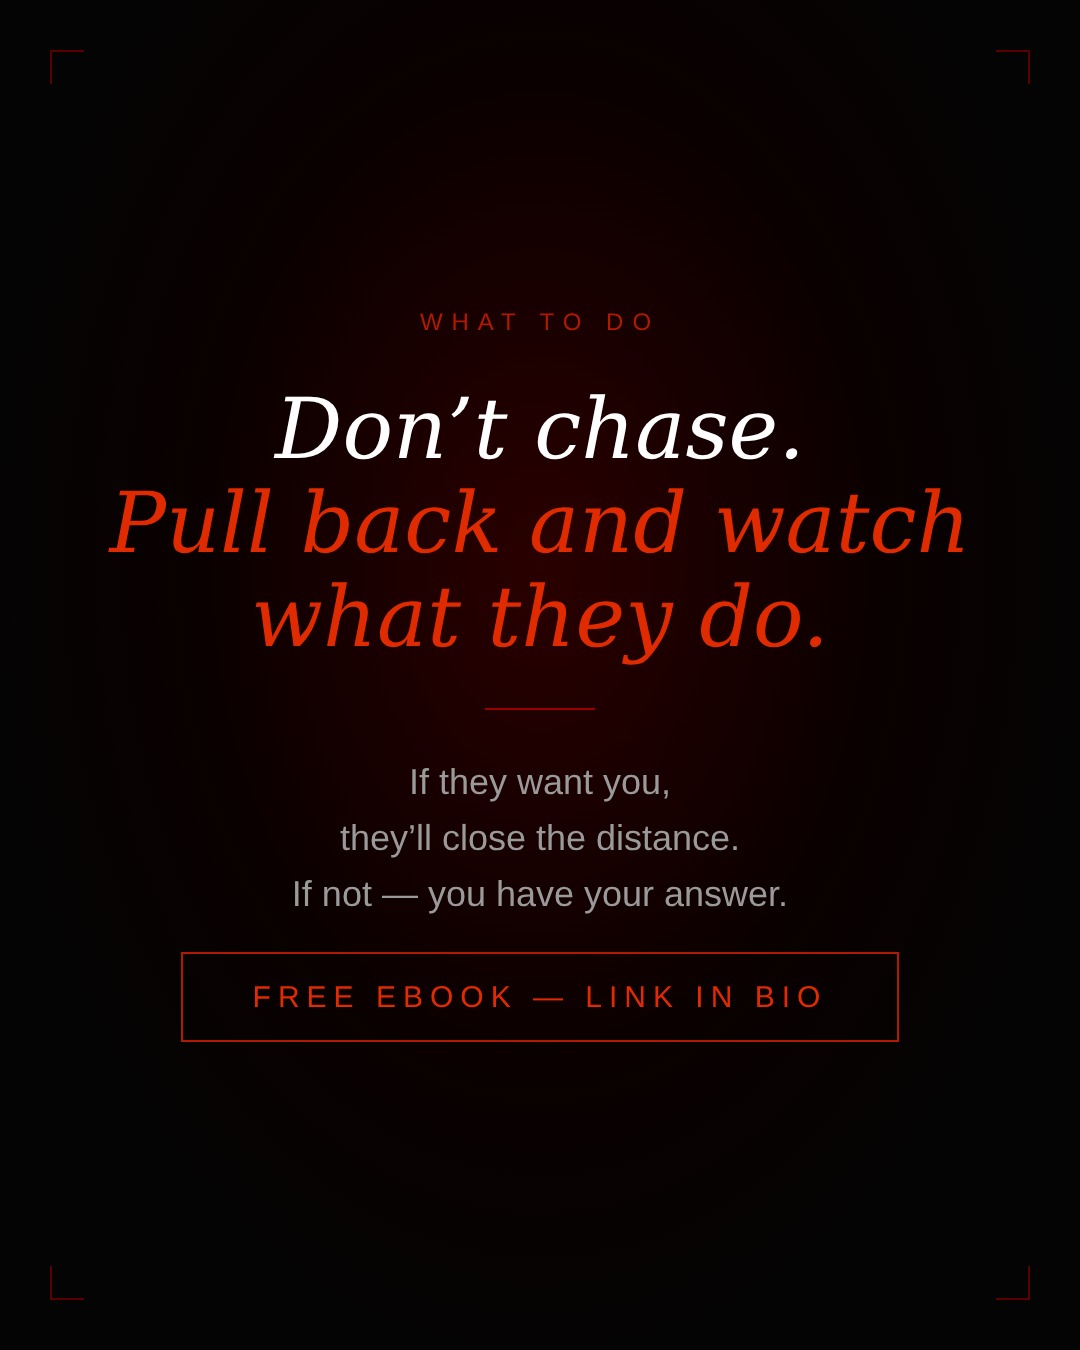 WHAT TO DO
Don’t chase.
Pull back and watch
what they do.
If they want you,
they’ll close the distance.
If not — you have your answer.
FREE EBOOK — LINK IN BIO